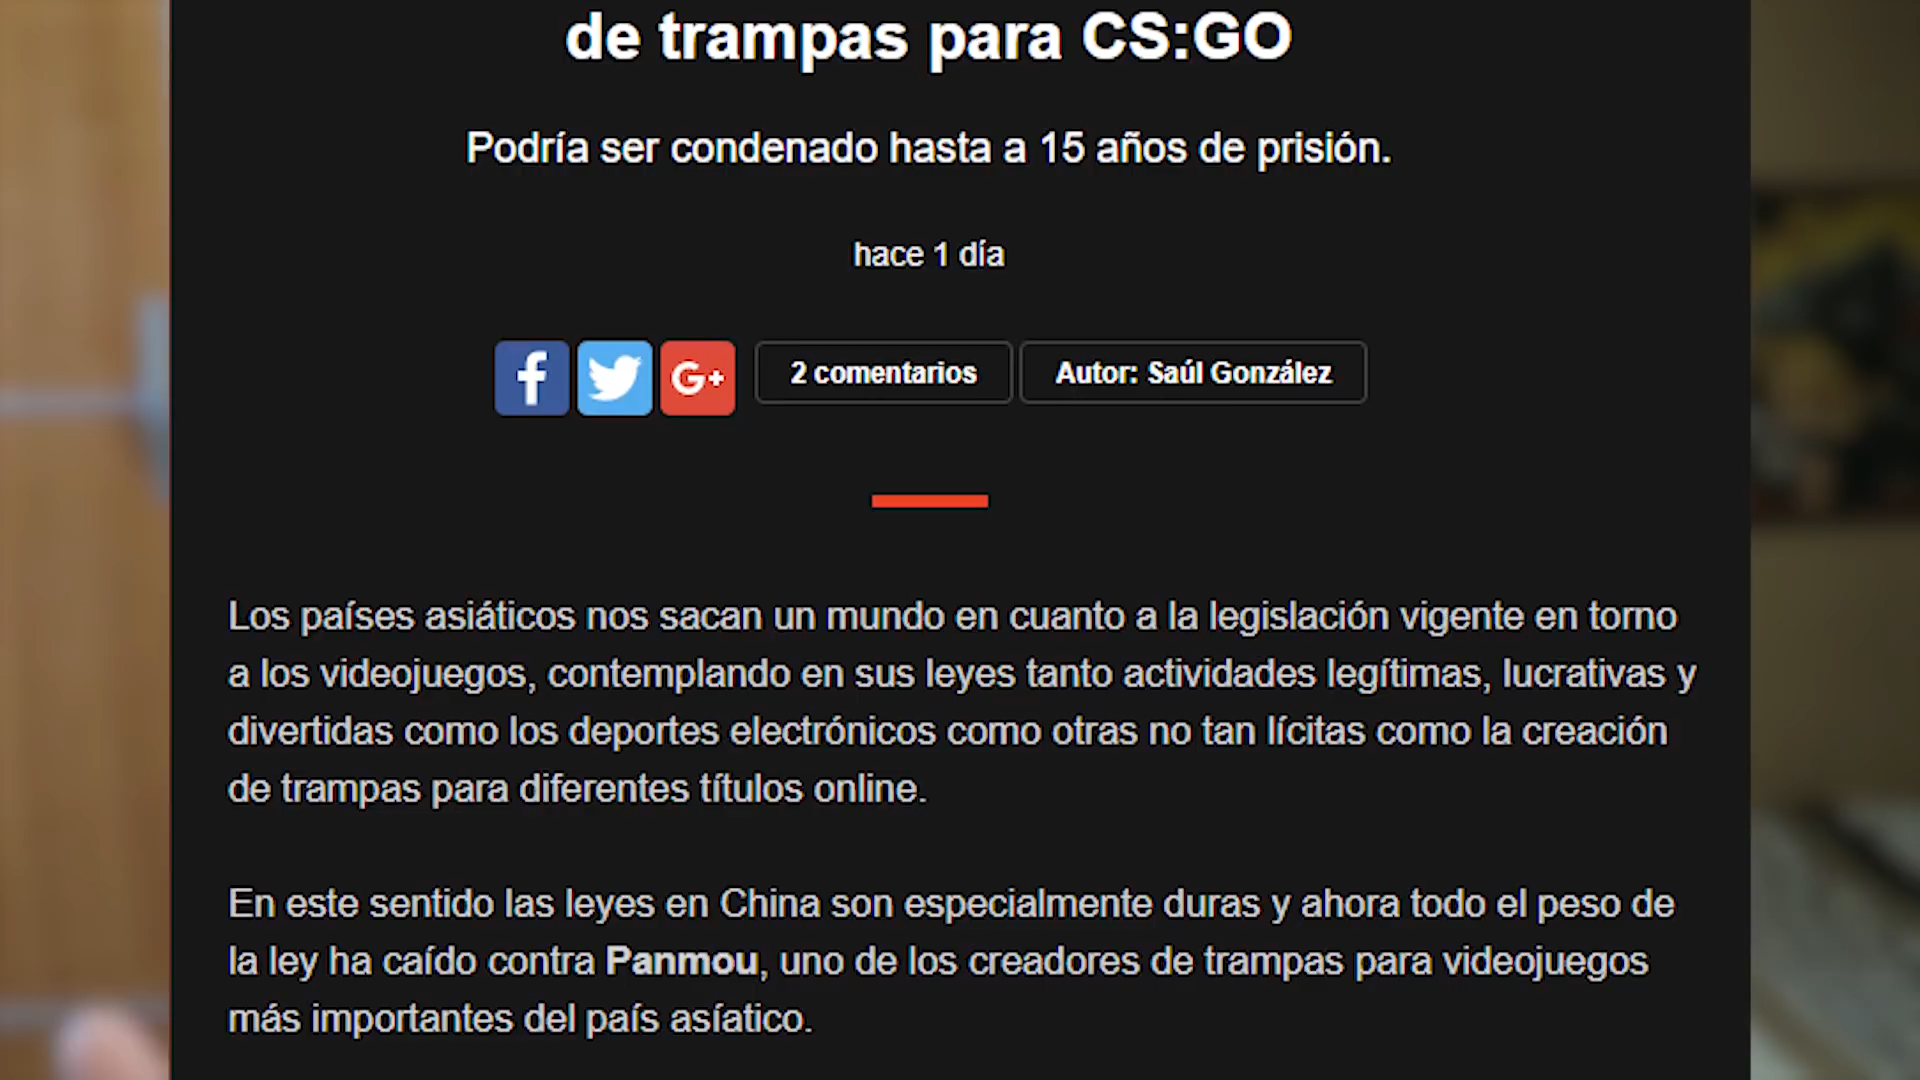 de trampas para CS:GO
Podría ser condenado hasta a 15 años de prisión.
hace 1 día
f G+ 2 comentarios Autor: Saúl González
Los países asiáticos nos sacan un mundo en cuanto a la legislación vigente en torno
a los videojuegos, contemplando en sus leyes tanto actividades legítimas, lucrativas y
divertidas como los deportes electrónicos como otras no tan lícitas como la creación
de trampas para diferentes títulos online.
En este sentido las leyes en China son especialmente duras y ahora todo el peso de
la ley ha caído contra Panmou, uno de los creadores de trampas para videojuegos
más importantes del país asíatico.